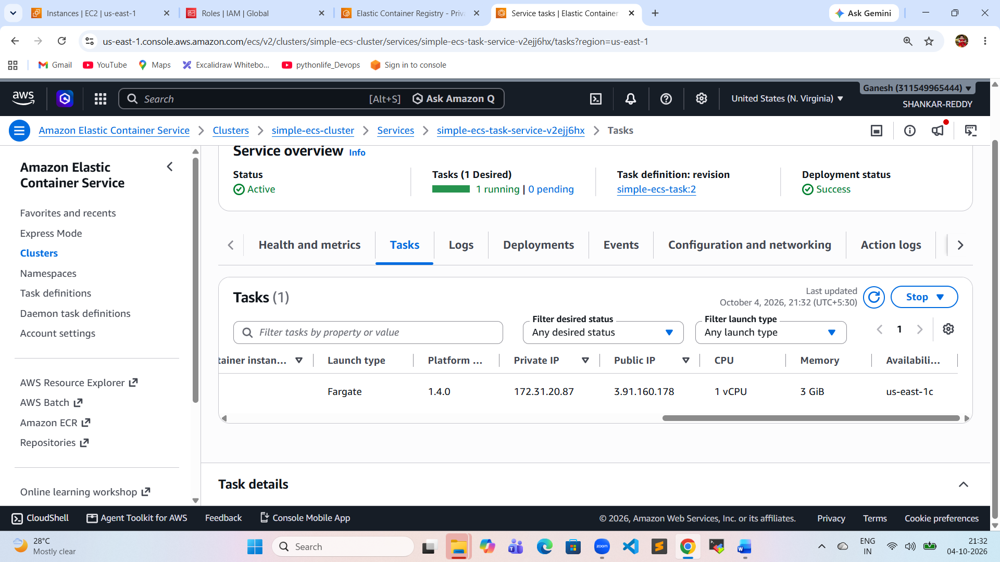 Instances | EC2 | us-east-1
Roles | IAM | Global
Elastic Container Registry - Priva
Service tasks | Elastic Container
Ask Gemini
us-east-1.console.aws.amazon.com/ecs/v2/clusters/simple-ecs-cluster/services/simple-ecs-task-service-v2ejj6hx/tasks?region=us-east-1
Gmail
YouTube
Maps
Excalidraw Whitebo...
pythonlife_Devops
Sign in to console
aws
Search
[Alt+S]
Ask Amazon Q
United States (N. Virginia)
Ganesh (311549965444)
SHANKAR-REDDY
Amazon Elastic Container Service
Clusters
simple-ecs-cluster
Services
simple-ecs-task-service-v2ejj6hx
Tasks
Amazon Elastic
Container Service
Favorites and recents
Express Mode
Clusters
Namespaces
Task definitions
Daemon task definitions
Account settings
AWS Resource Explorer
AWS Batch
Amazon ECR
Repositories
Online learning workshop
Service overview Info
Status
Active
Tasks (1 Desired)
1 running | 0 pending
Task definition: revision
simple-ecs-task:2
Deployment status
Success
Health and metrics
Tasks
Logs
Deployments
Events
Configuration and networking
Action logs
Tasks (1)
Last updated
October 4, 2026, 21:32 (UTC+5:30)
Stop
Filter tasks by property or value
Filter desired status
Any desired status
Filter launch type
Any launch type
1
tainer instan...
Launch type
Platform ...
Private IP
Public IP
CPU
Memory
Availabili...
Fargate
1.4.0
172.31.20.87
3.91.160.178
1 vCPU
3 GiB
us-east-1c
Task details
CloudShell
Agent Toolkit for AWS
Feedback
Console Mobile App
© 2026, Amazon Web Services, Inc. or its affiliates.
Privacy
Terms
Cookie preferences
28°C
Mostly clear
Search
zoom
ENG
IN
21:32
04-10-2026